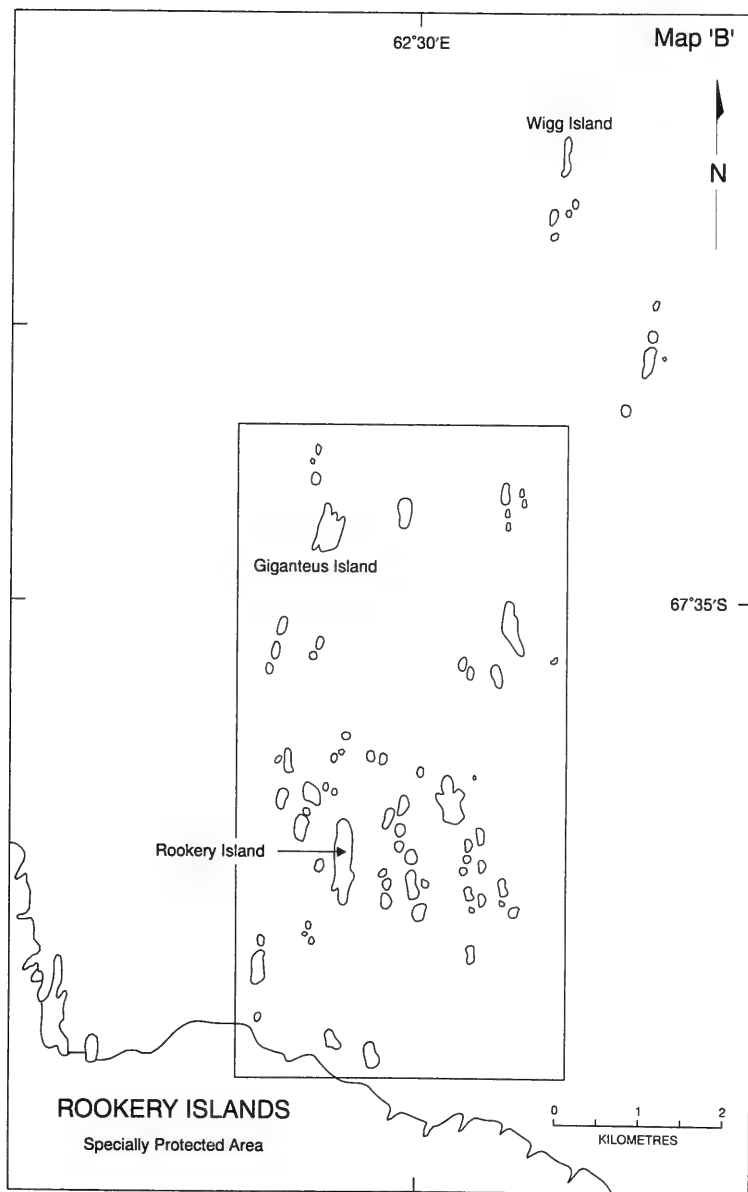 62°30′E
Map 'B'
Wigg Island
N
Giganteus Island
67°35′S
Rookery Island
ROOKERY ISLANDS
Specially Protected Area
0 1 2
KILOMETRES